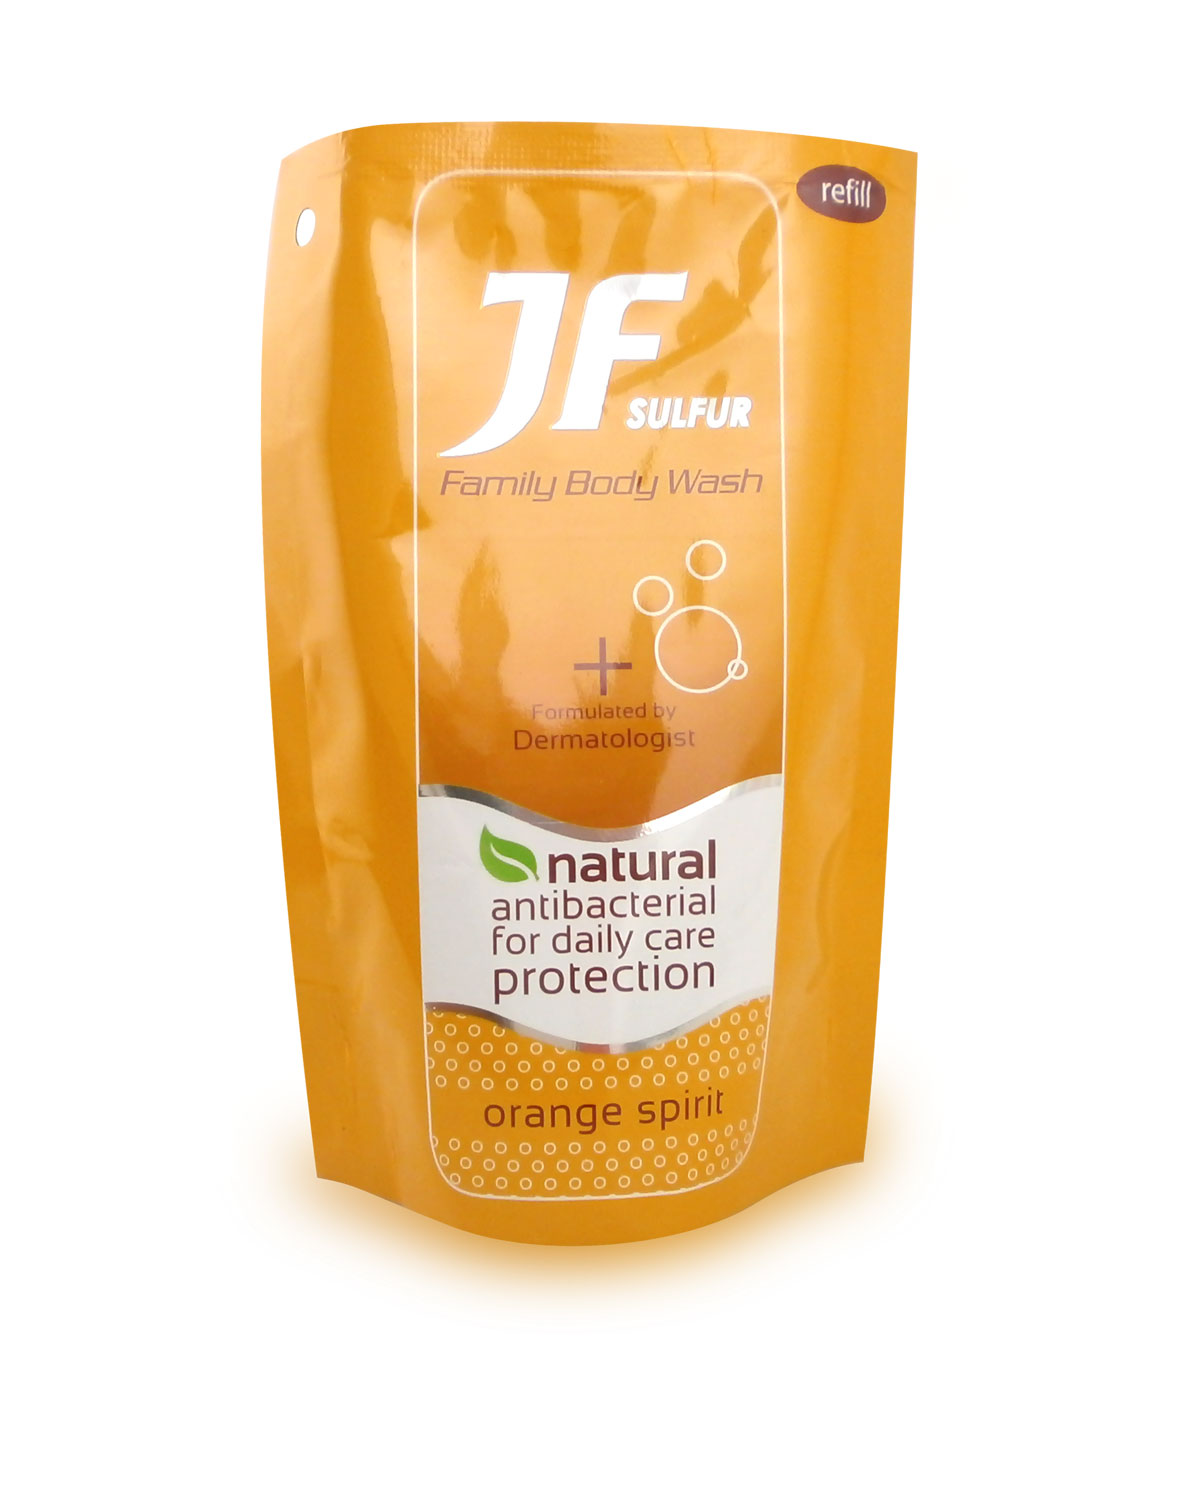 refill
JF
SULFUR
Family Body Wash
Formulated by
Dermatologist
natural
antibacterial
for daily care
protection
orange spirit